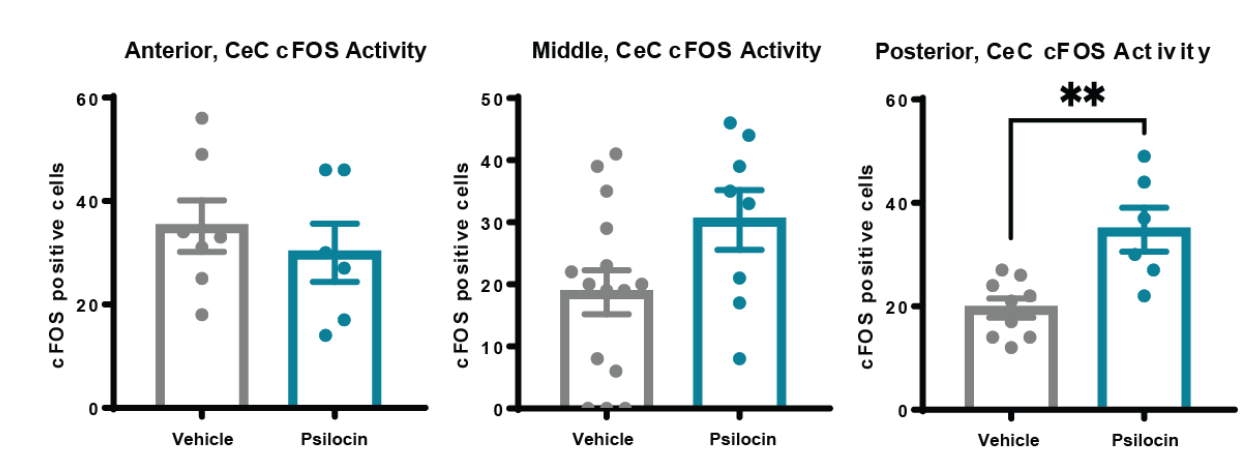 Anterior, CeC cFOS Activity
cFOS positive cells
60
40
20
0
Vehicle
Psilocin
Middle, CeC cFOS Activity
cFOS positive cells
50
40
30
20
10
0
Vehicle
Psilocin
Posterior, CeC cFOS Activity
cFOS positive cells
60
40
20
0
**
Vehicle
Psilocin